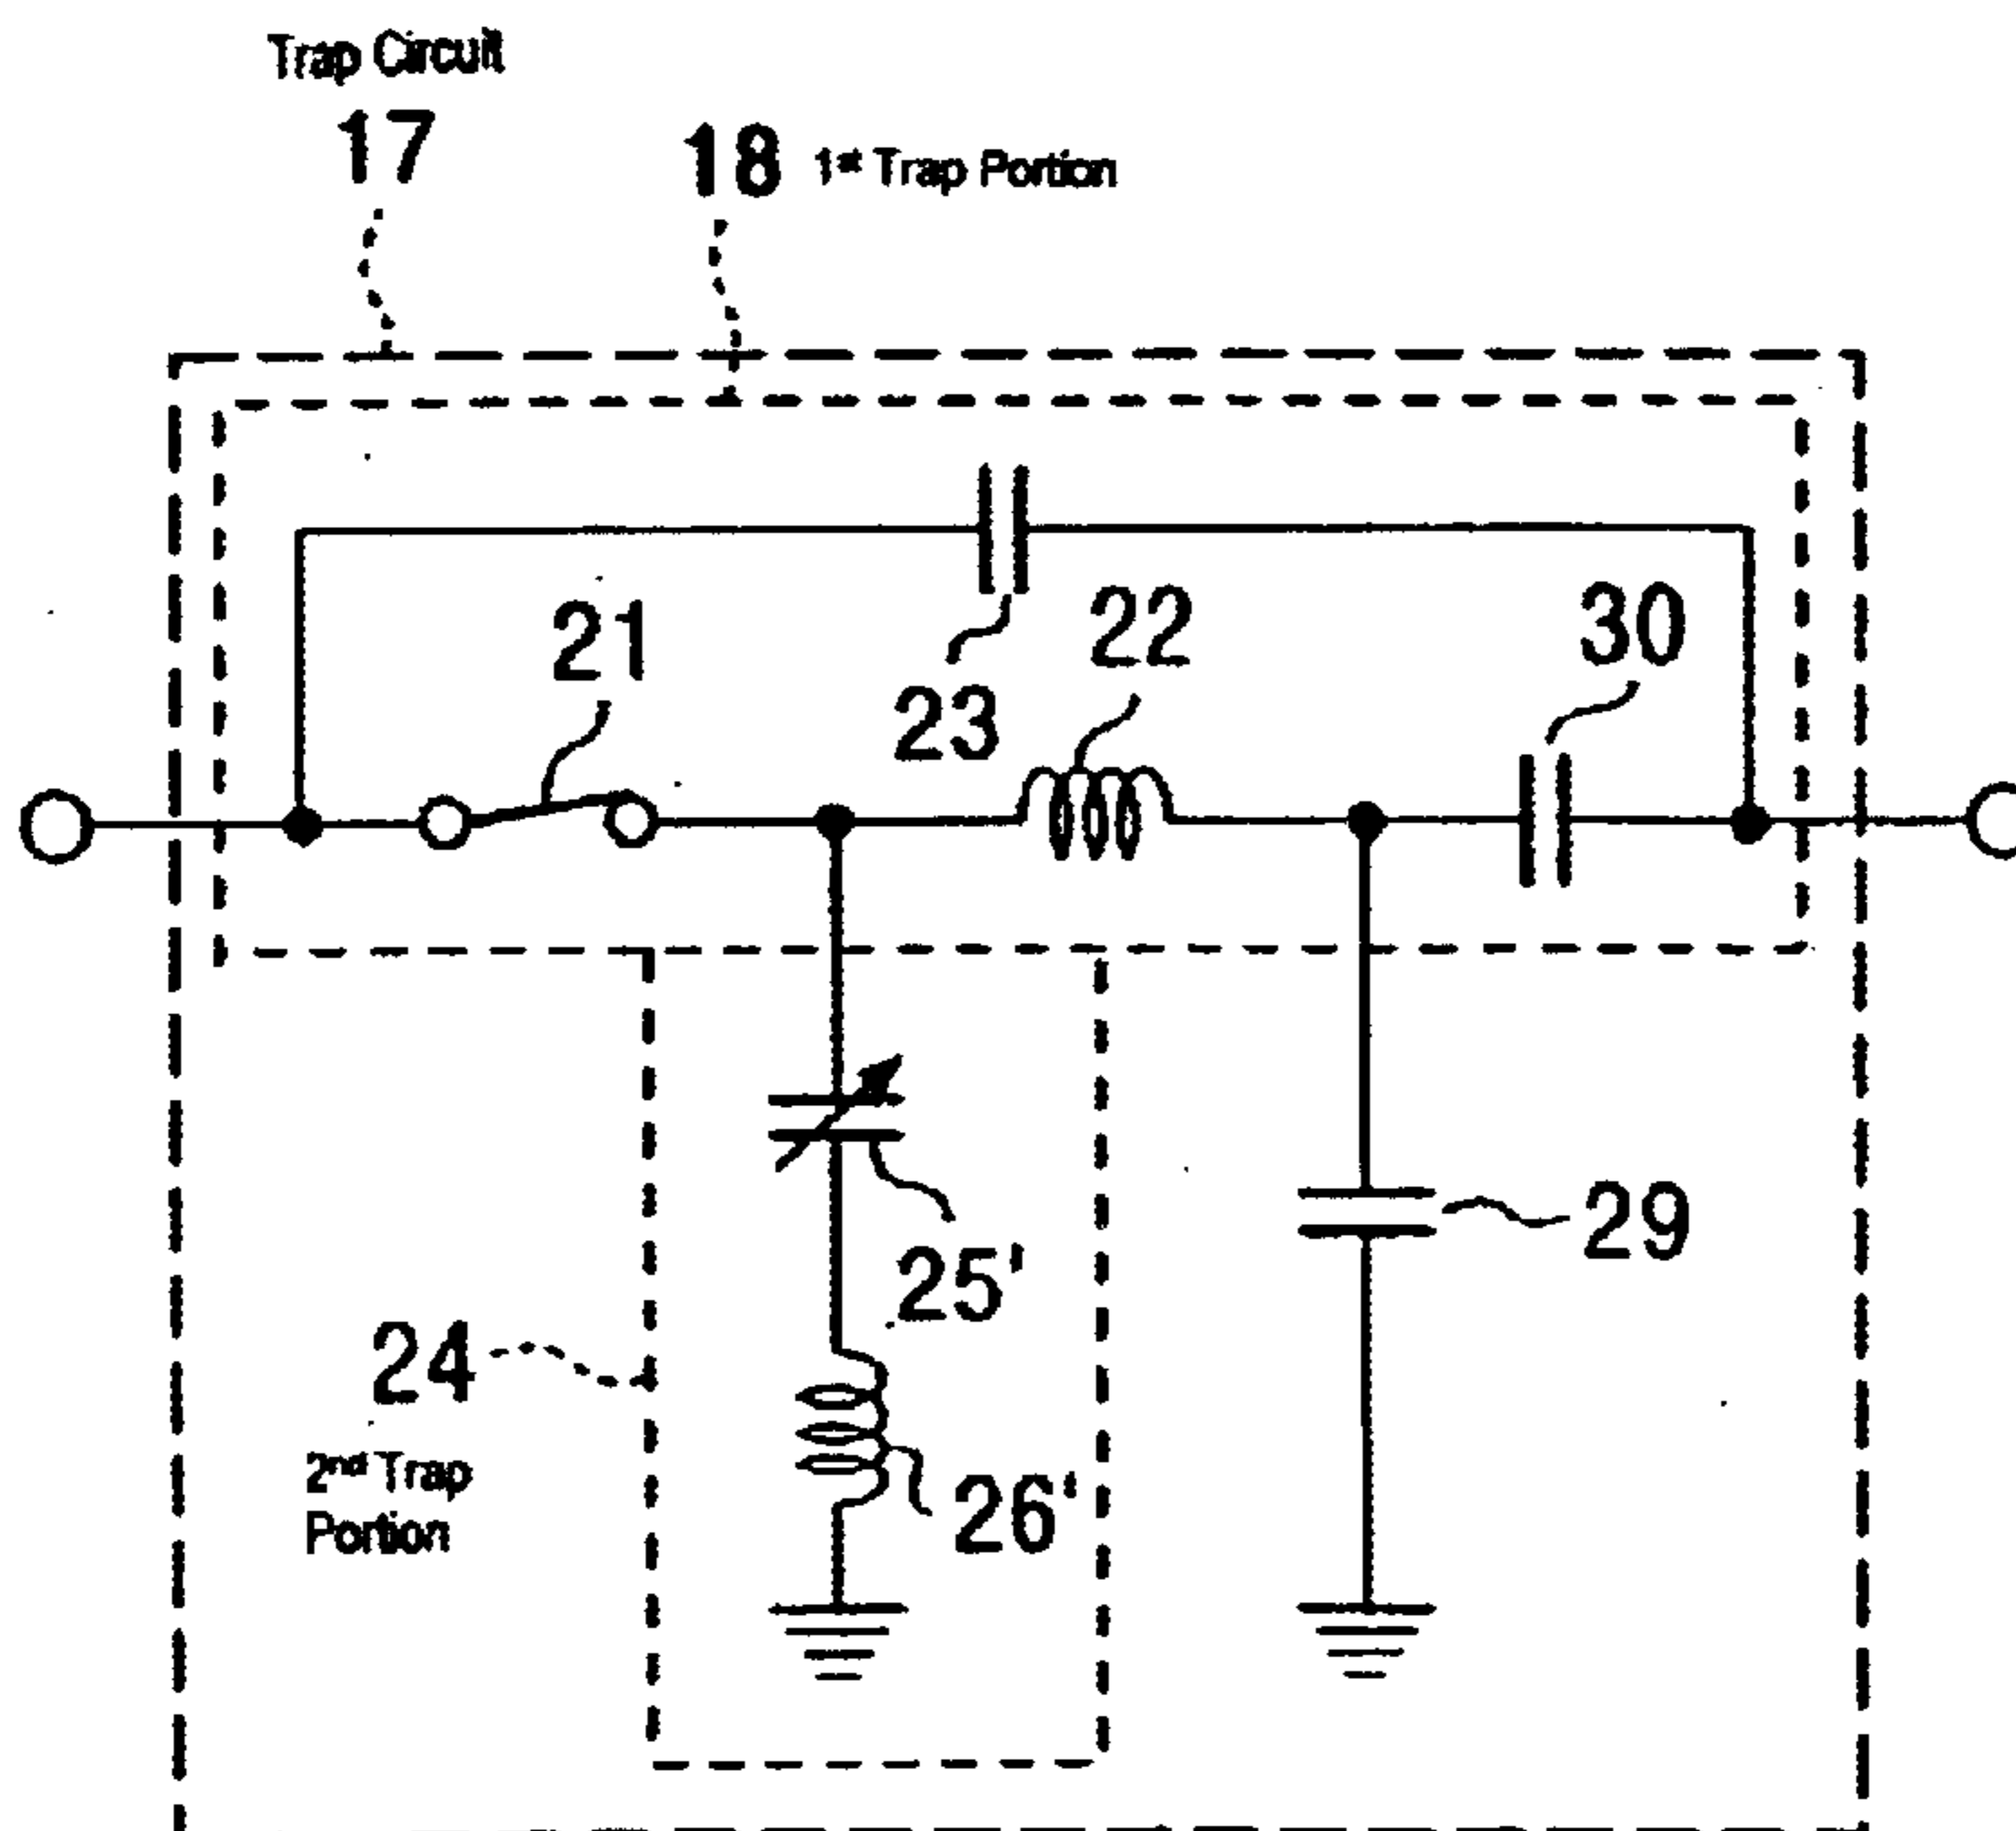 Trap Circuit
17
18 1st Trap Portion
21
22
30
23
25'
29
24
2nd Trap
Portion
26'